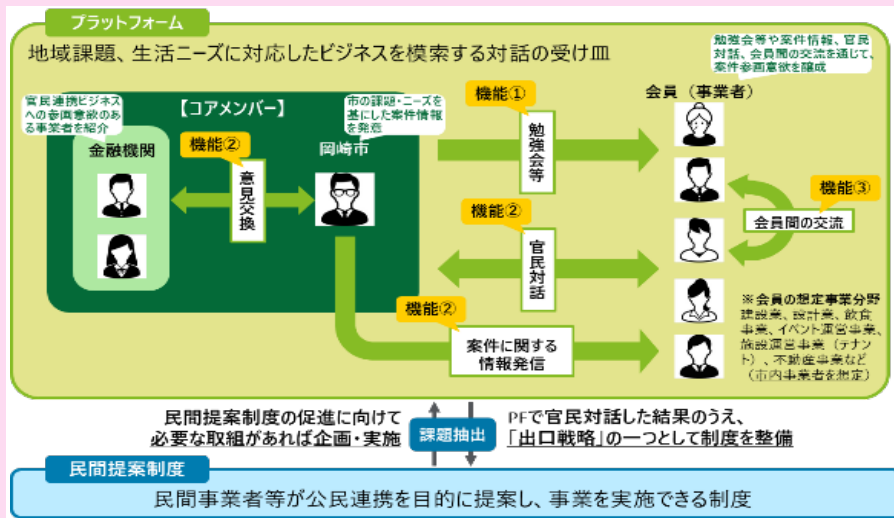 プラットフォーム
地域課題、生活ニーズに対応したビジネスを模索する対話の受け皿
勉強会等や案件情報、官民
対話、会員間の交流を通じて、
案件参画意欲を醸成
官民連携ビジネス
への参画意欲のあ
る事業者を紹介
【コアメンバー】
市の課題・ニーズを
基にした案件情報
を発意
金融機関
機能②
意見交換
岡崎市
機能①
勉強会等
会員（事業者）
機能③
会員間の交流
機能②
官民対話
機能②
案件に関する
情報発信
※会員の想定事業分野
建設業、設計業、飲食
事業、イベント運営事業、
施設運営事業（テナン
ト）、不動産事業など
（市内事業者を想定）
民間提案制度の促進に向けて
必要な取組があれば企画・実施
課題抽出
PFで官民対話した結果のうえ、
「出口戦略」の一つとして制度を整備
民間提案制度
民間事業者等が公民連携を目的に提案し、事業を実施できる制度